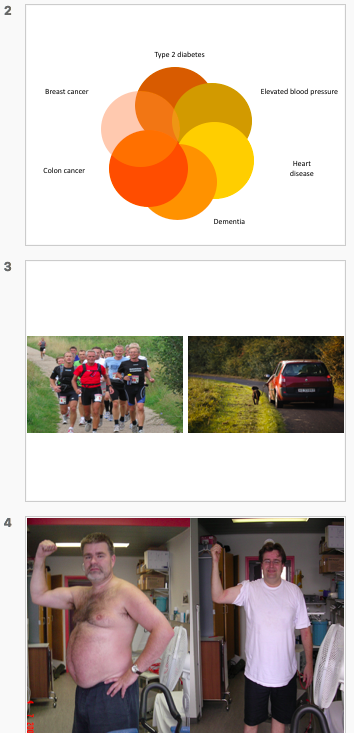 2
Type 2 diabetes
Breast cancer
Elevated blood pressure
Colon cancer
Heart
disease
Dementia
3
4